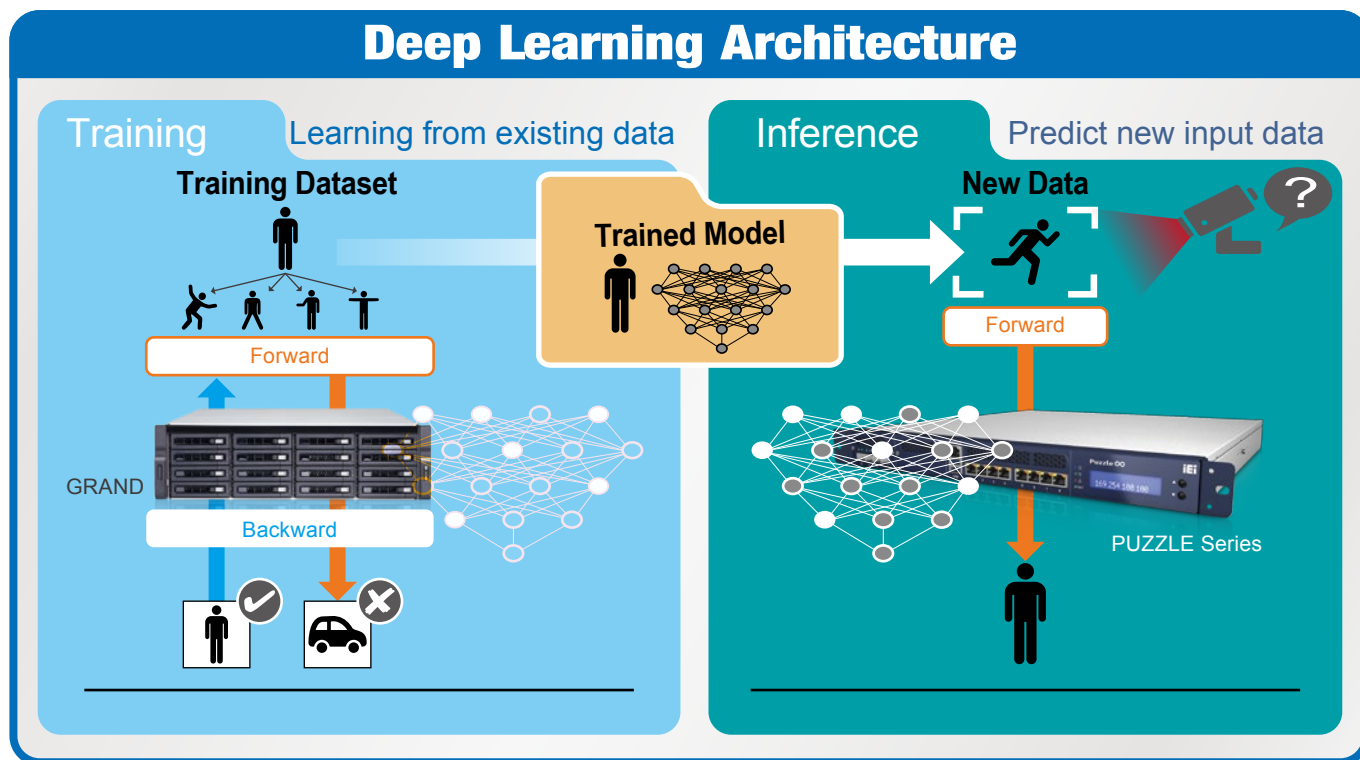 Deep Learning Architecture
Training
Learning from existing data
Training Dataset
Forward
GRAND
Backward
Trained Model
Inference
Predict new input data
New Data
?
Forward
Puzzle
iEi
169.254.100.100
PUZZLE Series